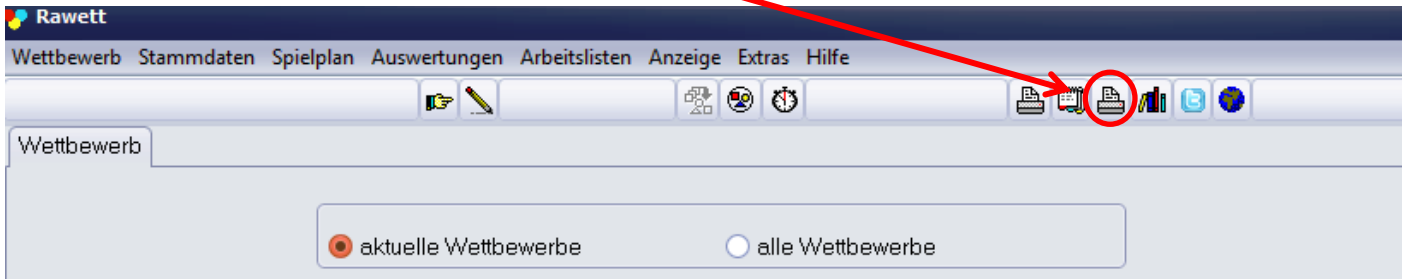 Rawett
Wettbewerb Stammdaten Spielplan Auswertungen Arbeitslisten Anzeige Extras Hilfe
Wettbewerb
aktuelle Wettbewerbe alle Wettbewerbe